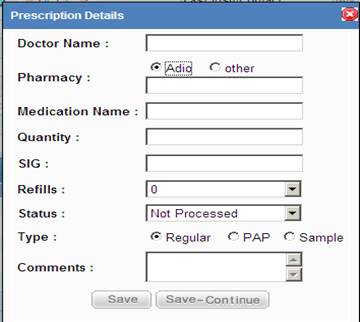 Prescription Details
Doctor Name :
Adio other
Pharmacy :
Medication Name :
Quantity :
SIG :
Refills : 0
Status : Not Processed
Type : Regular PAP Sample
Comments :
Save Save-Continue